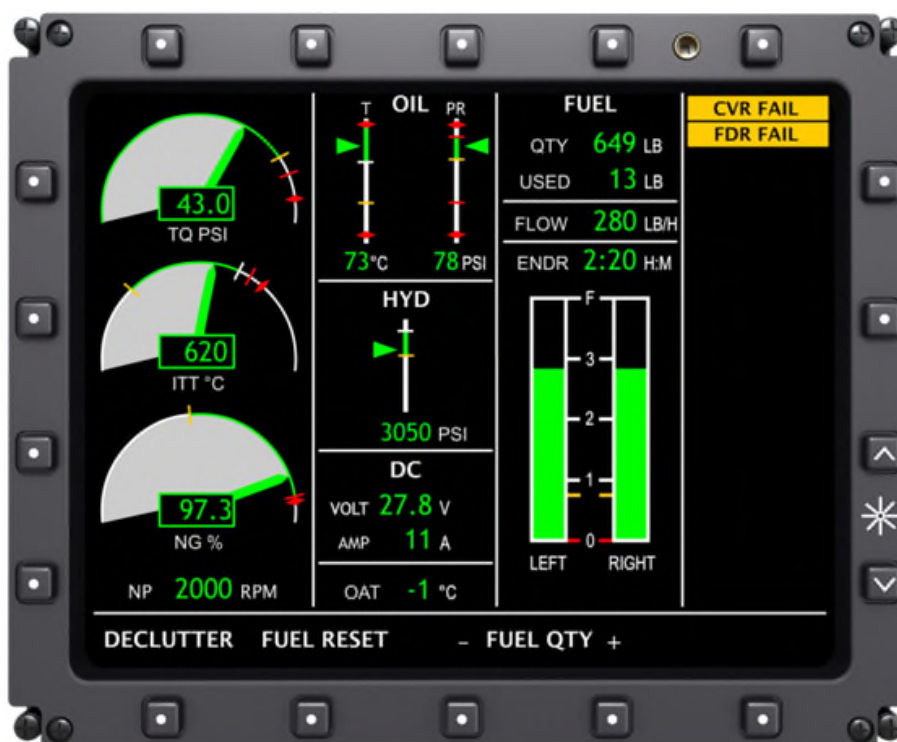 43.0
TQ PSI
620
ITT °C
97.3
NG %
NP 2000 RPM
OIL
T PR
73°C 78 PSI
HYD
3050 PSI
DC
VOLT 27.8 V
AMP 11 A
OAT -1 °C
FUEL
QTY 649 LB
USED 13 LB
FLOW 280 LB/H
ENDR 2:20 H:M
F
3
2
1
0
LEFT RIGHT
CVR FAIL
FDR FAIL
DECLUTTER FUEL RESET - FUEL QTY +